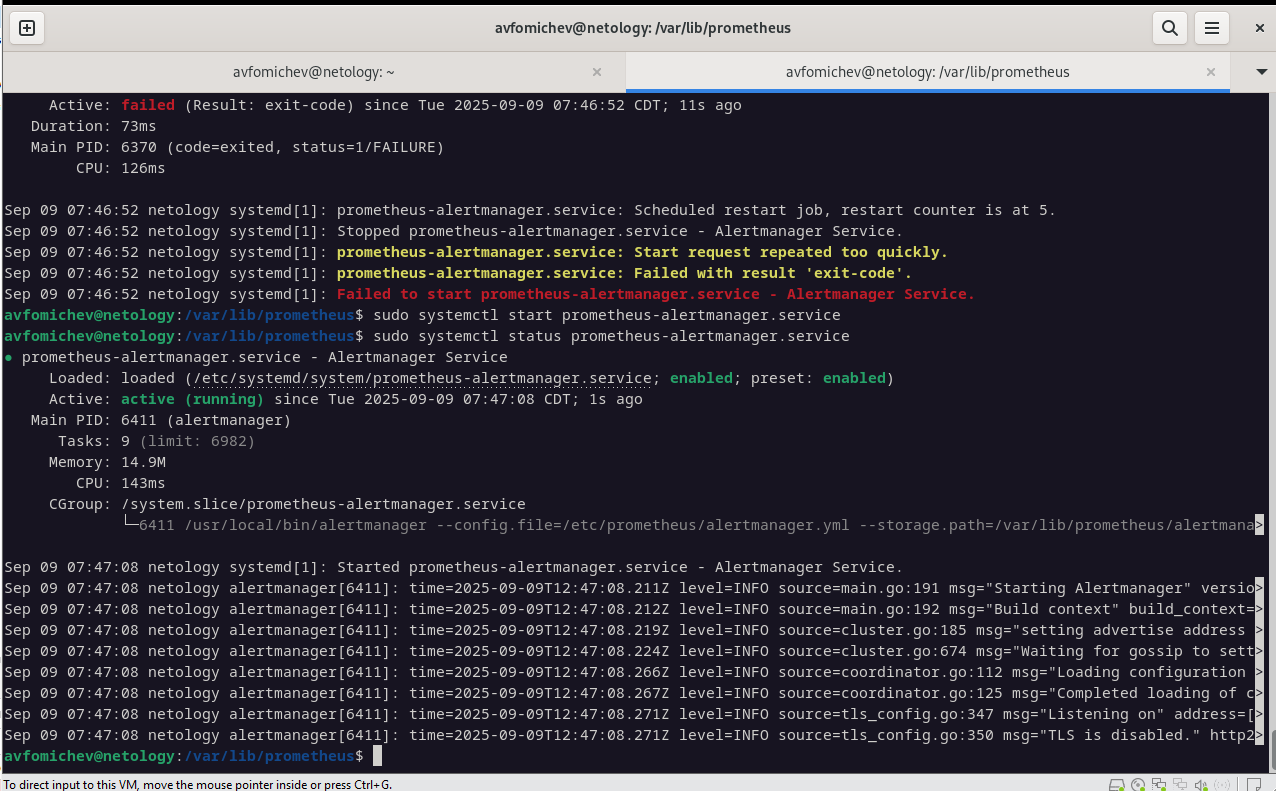 avfomichev@netology: /var/lib/prometheus
avfomichev@netology: ~
avfomichev@netology: /var/lib/prometheus
Active: failed (Result: exit-code) since Tue 2025-09-09 07:46:52 CDT; 11s ago
Duration: 73ms
Main PID: 6370 (code=exited, status=1/FAILURE)
CPU: 126ms
Sep 09 07:46:52 netology systemd[1]: prometheus-alertmanager.service: Scheduled restart job, restart counter is at 5.
Sep 09 07:46:52 netology systemd[1]: Stopped prometheus-alertmanager.service - Alertmanager Service.
Sep 09 07:46:52 netology systemd[1]: prometheus-alertmanager.service: Start request repeated too quickly.
Sep 09 07:46:52 netology systemd[1]: prometheus-alertmanager.service: Failed with result 'exit-code'.
Sep 09 07:46:52 netology systemd[1]: Failed to start prometheus-alertmanager.service - Alertmanager Service.
avfomichev@netology:/var/lib/prometheus$ sudo systemctl start prometheus-alertmanager.service
avfomichev@netology:/var/lib/prometheus$ sudo systemctl status prometheus-alertmanager.service
● prometheus-alertmanager.service - Alertmanager Service
Loaded: loaded (/etc/systemd/system/prometheus-alertmanager.service; enabled; preset: enabled)
Active: active (running) since Tue 2025-09-09 07:47:08 CDT; 1s ago
Main PID: 6411 (alertmanager)
Tasks: 9 (limit: 6982)
Memory: 14.9M
CPU: 143ms
CGroup: /system.slice/prometheus-alertmanager.service
└─6411 /usr/local/bin/alertmanager --config.file=/etc/prometheus/alertmanager.yml --storage.path=/var/lib/prometheus/alertmana>
Sep 09 07:47:08 netology systemd[1]: Started prometheus-alertmanager.service - Alertmanager Service.
Sep 09 07:47:08 netology alertmanager[6411]: time=2025-09-09T12:47:08.211Z level=INFO source=main.go:191 msg="Starting Alertmanager" versio>
Sep 09 07:47:08 netology alertmanager[6411]: time=2025-09-09T12:47:08.212Z level=INFO source=main.go:192 msg="Build context" build_context=>
Sep 09 07:47:08 netology alertmanager[6411]: time=2025-09-09T12:47:08.219Z level=INFO source=cluster.go:185 msg="setting advertise address >
Sep 09 07:47:08 netology alertmanager[6411]: time=2025-09-09T12:47:08.224Z level=INFO source=cluster.go:674 msg="Waiting for gossip to sett>
Sep 09 07:47:08 netology alertmanager[6411]: time=2025-09-09T12:47:08.266Z level=INFO source=coordinator.go:112 msg="Loading configuration >
Sep 09 07:47:08 netology alertmanager[6411]: time=2025-09-09T12:47:08.267Z level=INFO source=coordinator.go:125 msg="Completed loading of c>
Sep 09 07:47:08 netology alertmanager[6411]: time=2025-09-09T12:47:08.271Z level=INFO source=tls_config.go:347 msg="Listening on" address=[>
Sep 09 07:47:08 netology alertmanager[6411]: time=2025-09-09T12:47:08.271Z level=INFO source=tls_config.go:350 msg="TLS is disabled." http2>
avfomichev@netology:/var/lib/prometheus$
To direct input to this VM, move the mouse pointer inside or press Ctrl+G.